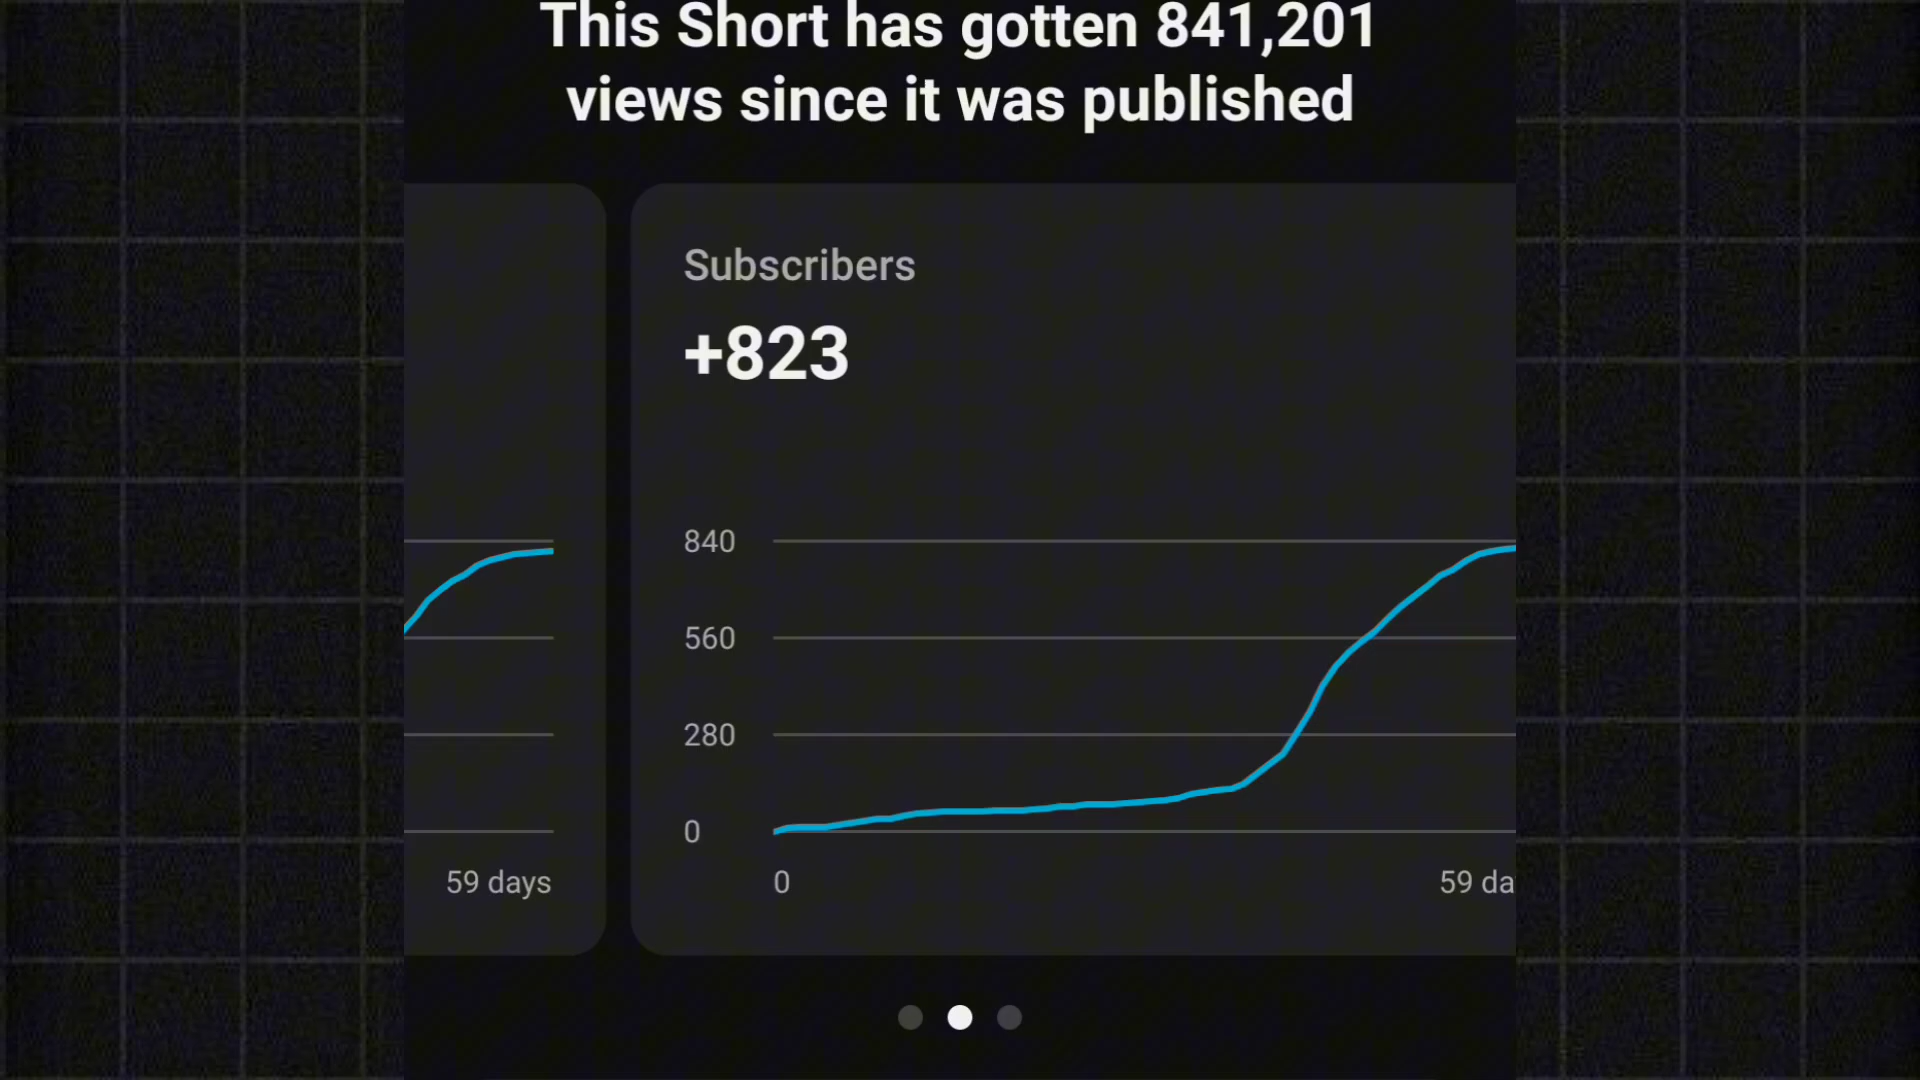 This Short has gotten 841,201
views since it was published
59 days
Subscribers
+823
840
560
280
0
0
59 da